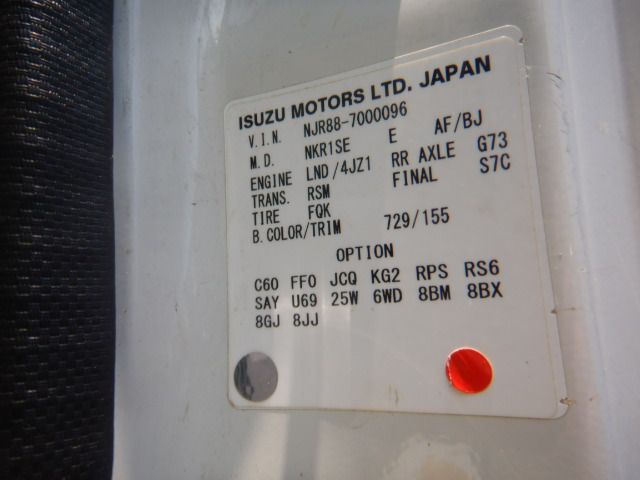 ISUZU MOTORS LTD. JAPAN
V.I.N. NJR88-7000096
M.D. NKR1SE E AF/BJ
ENGINE LND/4JZ1 RR AXLE G73
TRANS. RSM FINAL S7C
TIRE FQK
B.COLOR/TRIM 729/155
OPTION
C60 FF0 JCQ KG2 RPS RS6
SAY U69 25W 6WD 8BM 8BX
8GJ 8JJ